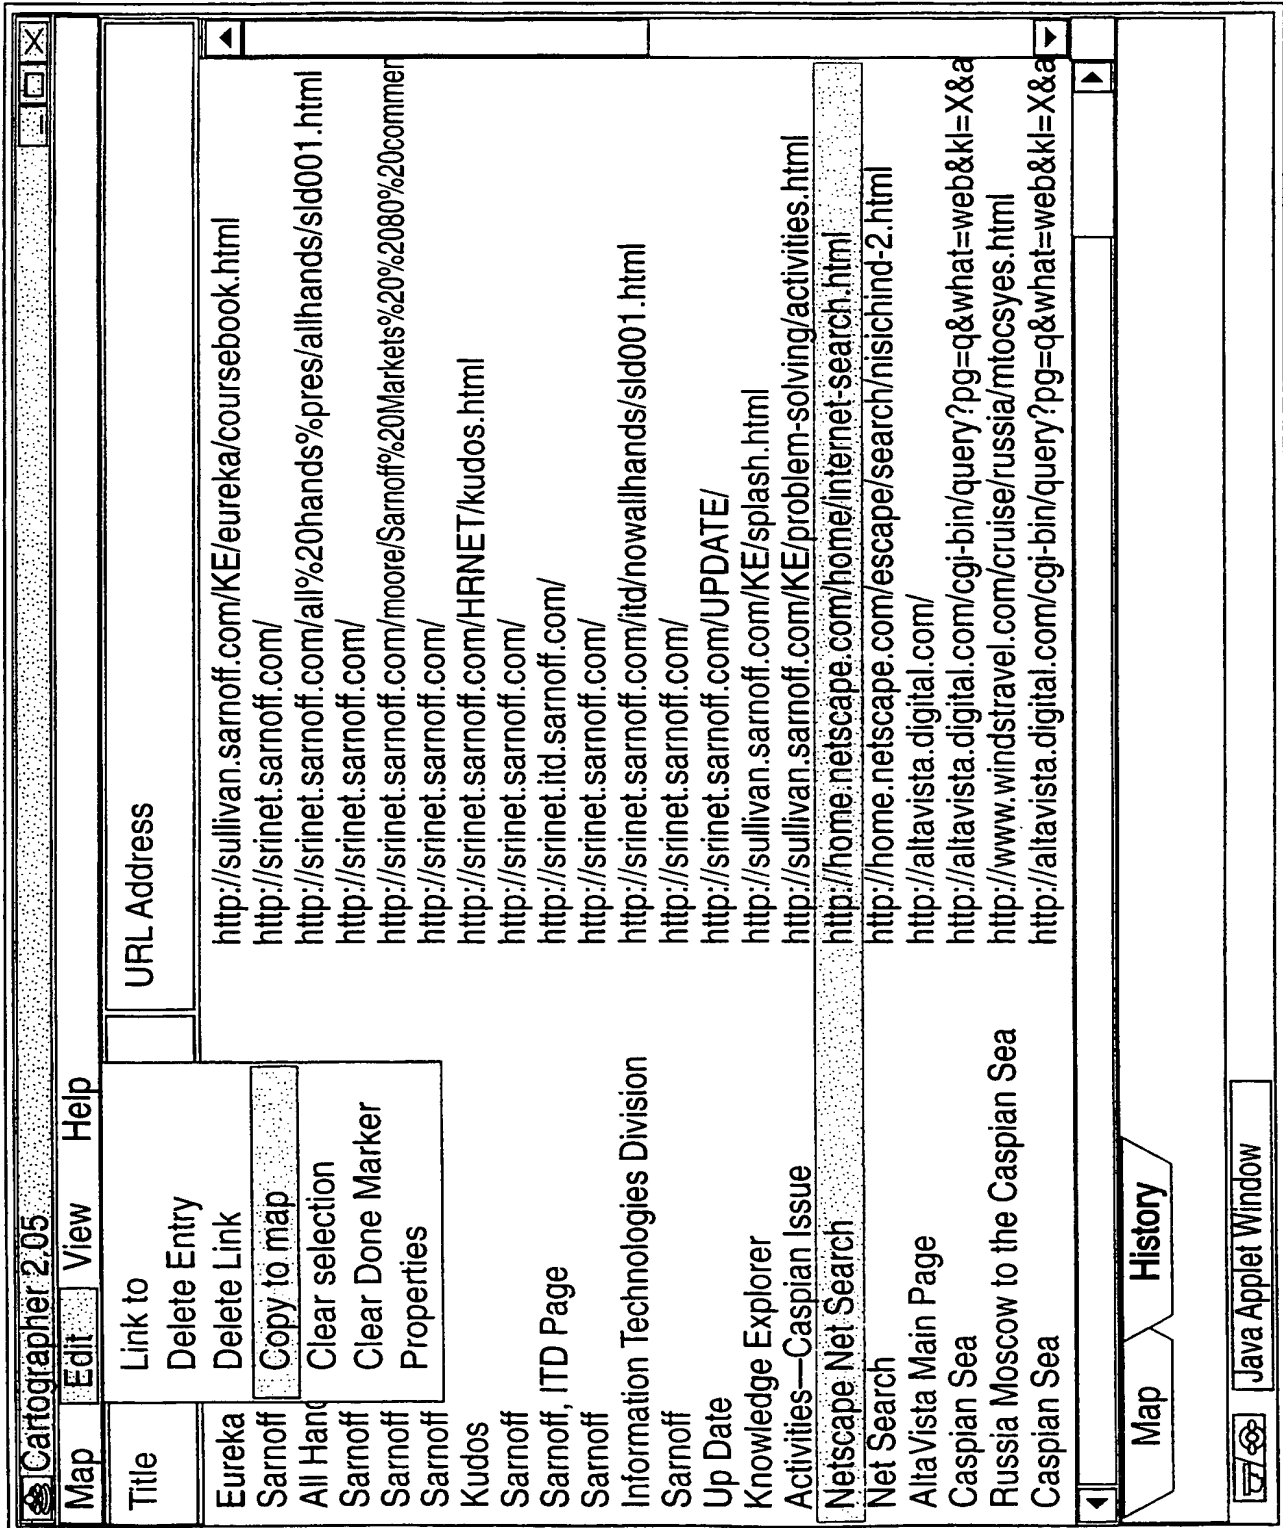 Cartographer 2.05
Map Edit View Help
Title URL Address
Link to
Delete Entry
Delete Link
Copy to map
Clear selection
Clear Done Marker
Properties
Eureka http://sullivan.sarnoff.com/KE/eureka/coursebook.html
Sarnoff http://srinet.sarnoff.com/
All Hand http://srinet.sarnoff.com/all%20hands%pres/allhands/sld001.html
Sarnoff http://srinet.sarnoff.com/
Sarnoff http://srinet.sarnoff.com/moore/Sarnoff%20Markets%20%2080%20commer
Sarnoff http://srinet.sarnoff.com/
Kudos http://srinet.sarnoff.com/HRNET/kudos.html
Sarnoff http://srinet.sarnoff.com/
Sarnoff, ITD Page http://srinet.itd.sarnoff.com/
Sarnoff http://srinet.sarnoff.com/
Information Technologies Division http://srinet.sarnoff.com/itd/nowallhands/sld001.html
Sarnoff http://srinet.sarnoff.com/
Up Date http://srinet.sarnoff.com/UPDATE/
Knowledge Explorer http://sullivan.sarnoff.com/KE/splash.html
Activities—Caspian Issue http://sullivan.sarnoff.com/KE/problem-solving/activities.html
Netscape Net Search http://home.netscape.com/home/internet-search.html
Net Search http://home.netscape.com/escape/search/nisichind-2.html
AltaVista Main Page http://altavista.digital.com/
Caspian Sea http://altavista.digital.com/cgi-bin/query?pg=q&what=web&kl=X&a
Russia Moscow to the Caspian Sea http://www.windstravel.com/cruise/russia/mtocsyes.html
Caspian Sea http://altavista.digital.com/cgi-bin/query?pg=q&what=web&kl=X&a
Map History
Java Applet Window